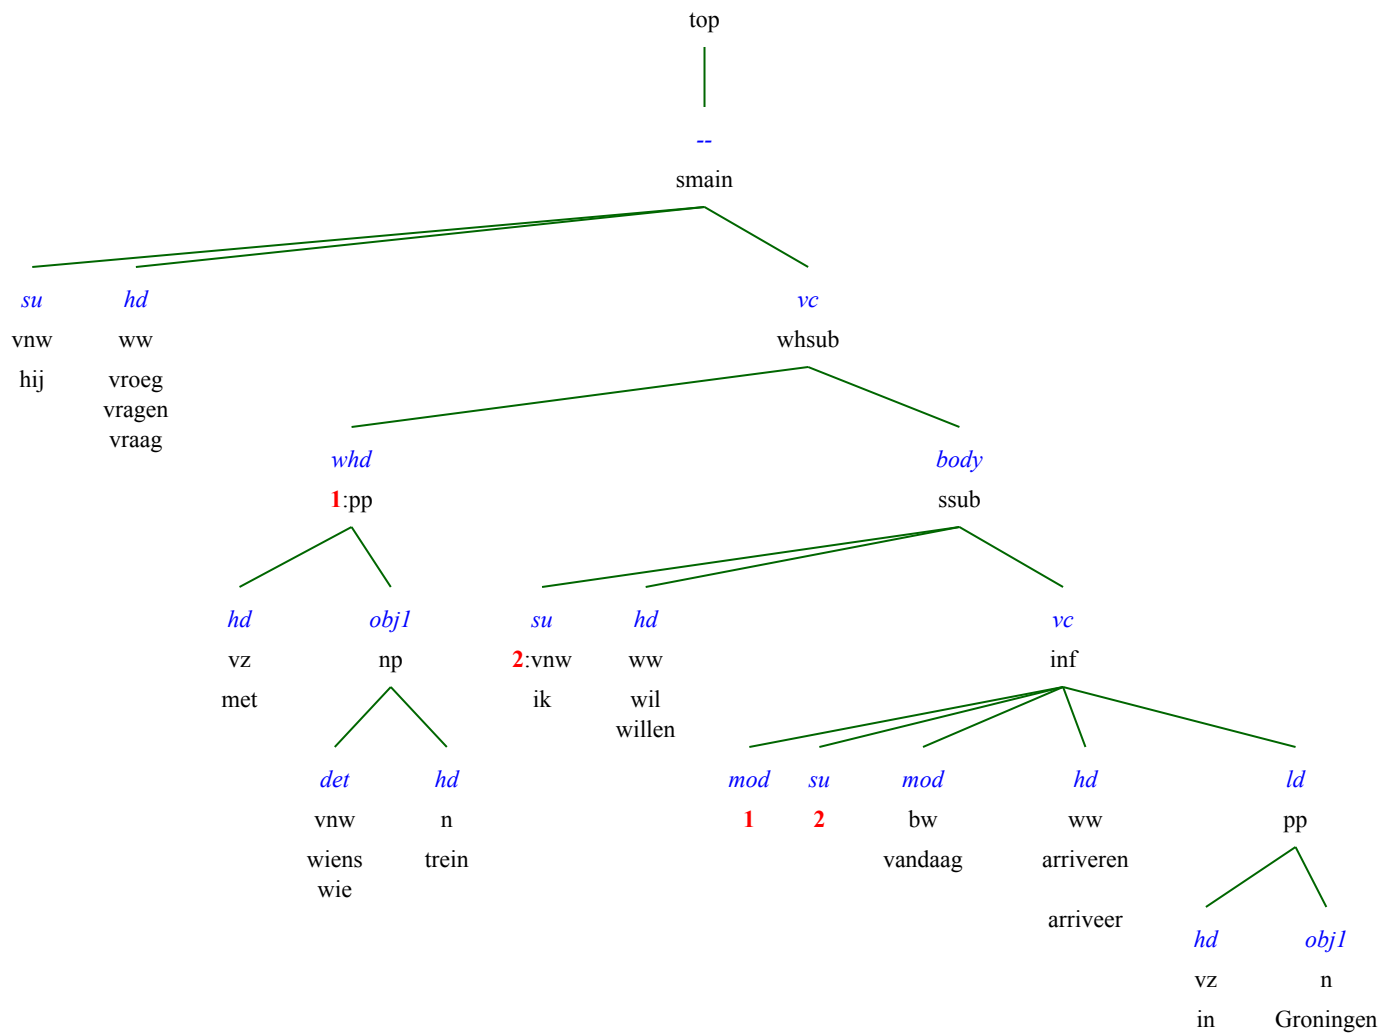 top
--
smain
su hd vc
vnw ww whsub
hij vroeg
vragen
vraag
whd body
1:pp ssub
hd obj1 su hd vc
vz np 2:vnw ww inf
met ik wil
willen
det hd mod su mod hd ld
vnw n 1 2 bw ww pp
wiens trein vandaag arriveren
wie
arriveer
hd obj1
vz n
in Groningen